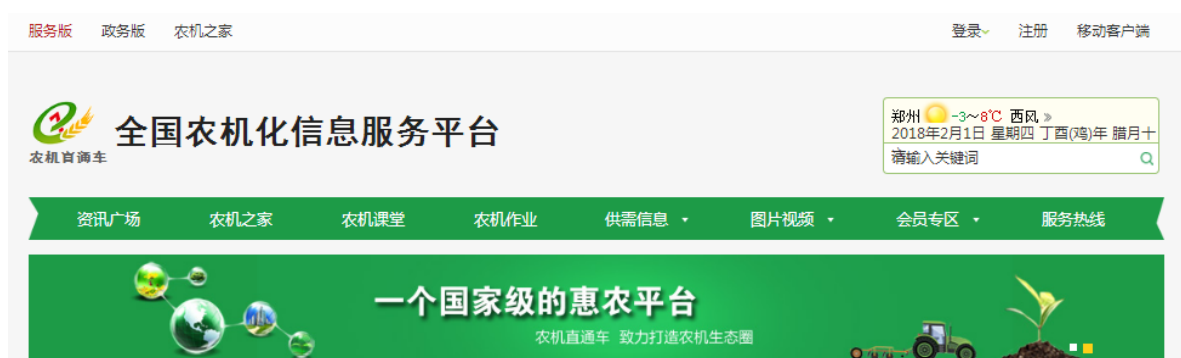 服务版 政务版 农机之家 登录 注册 移动客户端
农机直通车
全国农机化信息服务平台
郑州 -3~8℃ 西风 »
2018年2月1日 星期四 丁酉(鸡)年 腊月十
请输入关键词
资讯广场 农机之家 农机课堂 农机作业 供需信息 图片视频 会员专区 服务热线
一个国家级的惠农平台
农机直通车 致力打造农机生态圈